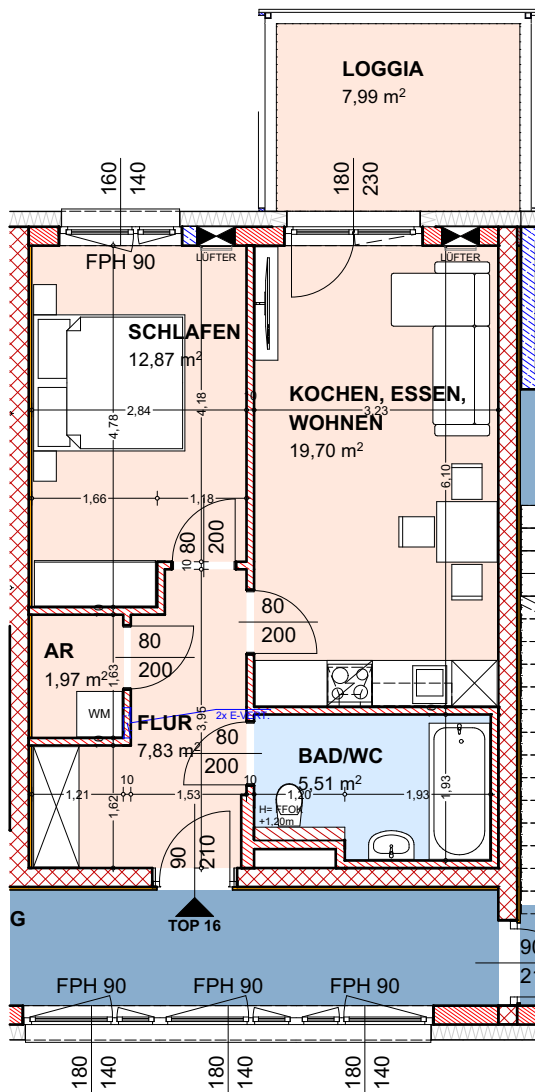 LOGGIA
7,99 m²
160
140
180
230
FPH 90
LÜFTER
LÜFTER
SCHLAFEN
12,87 m²
KOCHEN, ESSEN,
WOHNEN
19,70 m²
2,84
4,78
4,18
3,23
6,10
1,66
1,18
80
200
10
80
200
AR
1,97 m²
80
200
1,63
WM
FLUR
7,83 m²
3,95
2x E-VERT.
80
200
BAD/WC
5,51 m²
1,21
10
1,53
10
1,20
1,93
1,93
1,62
H= FFOK
+1,20m
90
210
TOP 16
G
FPH 90
FPH 90
FPH 90
90
21
180
140
180
140
180
140